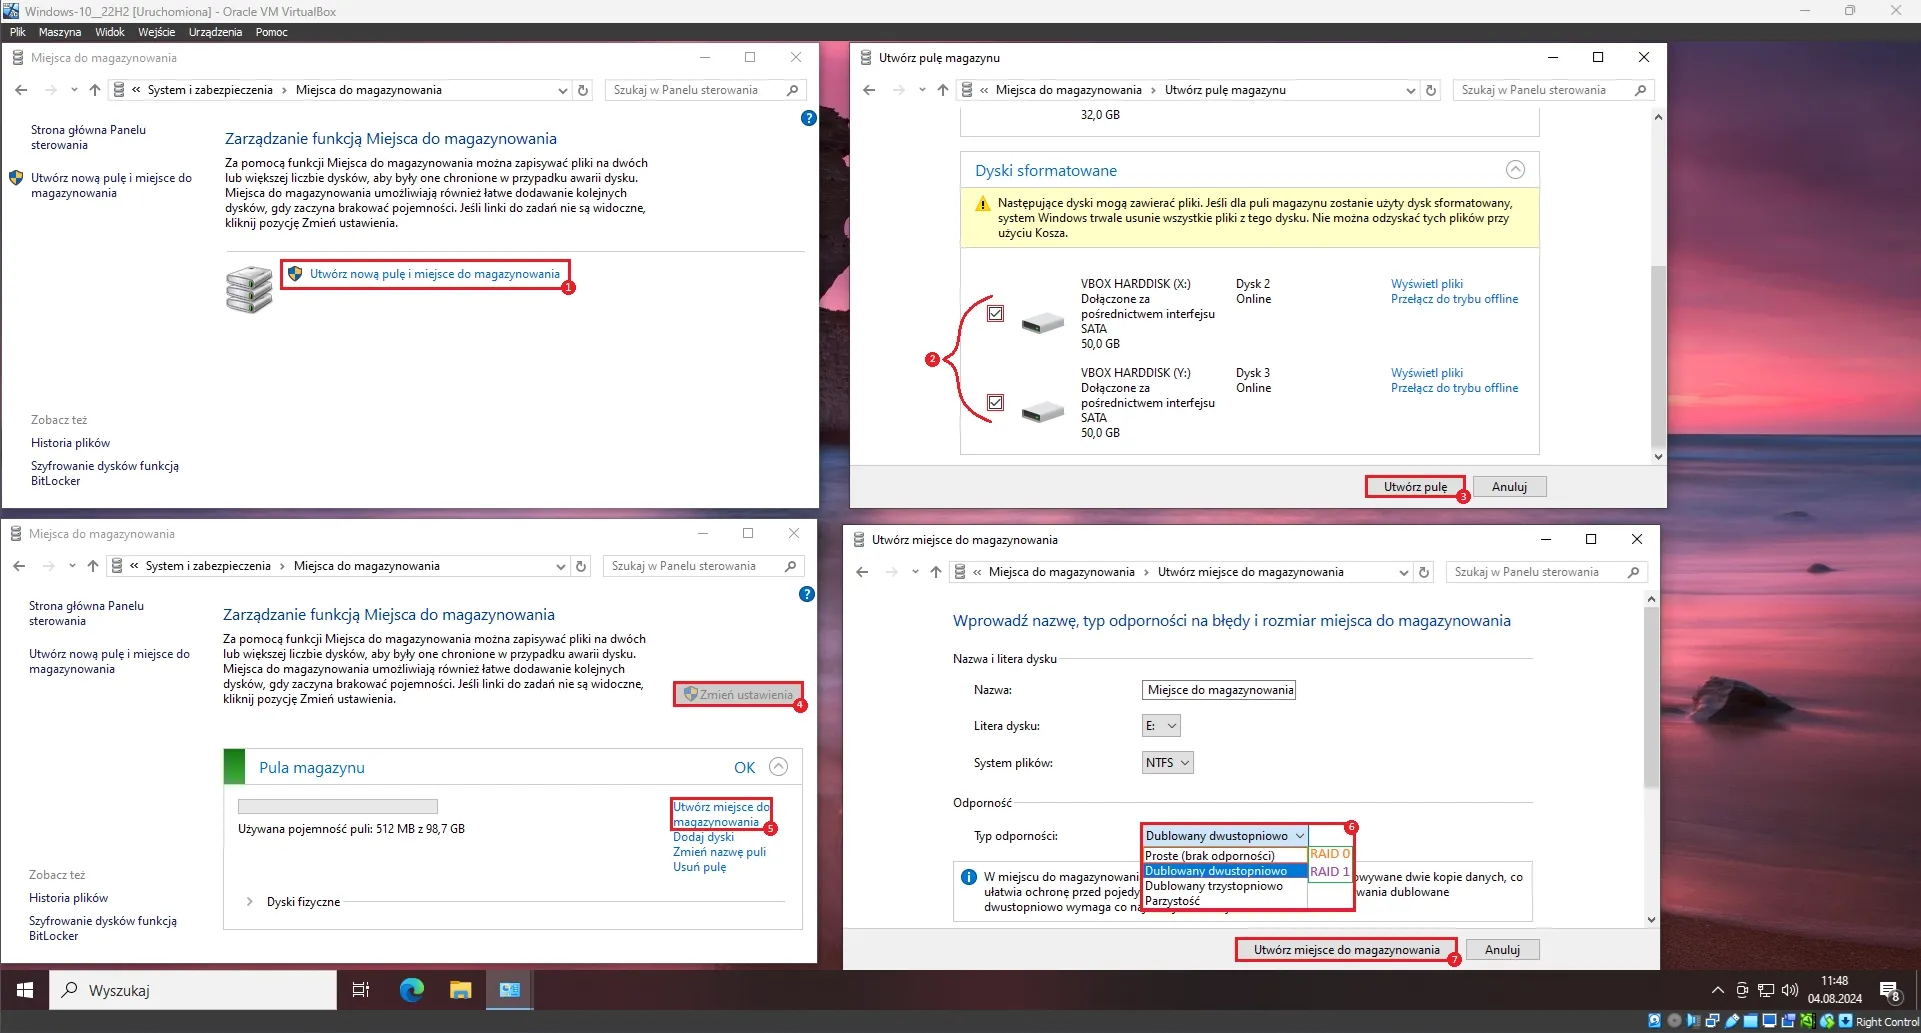 Windows-10__22H2 [Uruchomiona] - Oracle VM VirtualBox
Plik Maszyna Widok Wejście Urządzenia Pomoc
Miejsca do magazynowania
« System i zabezpieczenia › Miejsca do magazynowania
Szukaj w Panelu sterowania
Strona główna Panelu
sterowania
Utwórz nową pulę i miejsce do
magazynowania
Zarządzanie funkcją Miejsca do magazynowania
Za pomocą funkcji Miejsca do magazynowania można zapisywać pliki na dwóch
lub większej liczbie dysków, aby były one chronione w przypadku awarii dysku.
Miejsca do magazynowania umożliwiają również łatwe dodawanie kolejnych
dysków, gdy zaczyna brakować pojemności. Jeśli linki do zadań nie są widoczne,
kliknij pozycję Zmień ustawienia.
Utwórz nową pulę i miejsce do magazynowania
1
Zobacz też
Historia plików
Szyfrowanie dysków funkcją
BitLocker
Utwórz pulę magazynu
« Miejsca do magazynowania › Utwórz pulę magazynu
Szukaj w Panelu sterowania
32,0 GB
Dyski sformatowane
Następujące dyski mogą zawierać pliki. Jeśli dla puli magazynu zostanie użyty dysk sformatowany,
system Windows trwale usunie wszystkie pliki z tego dysku. Nie można odzyskać tych plików przy
użyciu Kosza.
VBOX HARDDISK (X:) Dysk 2 Wyświetl pliki
Dołączone za Online Przełącz do trybu offline
pośrednictwem interfejsu
SATA
50,0 GB
2
VBOX HARDDISK (Y:) Dysk 3 Wyświetl pliki
Dołączone za Online Przełącz do trybu offline
pośrednictwem interfejsu
SATA
50,0 GB
Utwórz pulę 3 Anuluj
Miejsca do magazynowania
« System i zabezpieczenia › Miejsca do magazynowania
Szukaj w Panelu sterowania
Strona główna Panelu
sterowania
Utwórz nową pulę i miejsce do
magazynowania
Zarządzanie funkcją Miejsca do magazynowania
Za pomocą funkcji Miejsca do magazynowania można zapisywać pliki na dwóch
lub większej liczbie dysków, aby były one chronione w przypadku awarii dysku.
Miejsca do magazynowania umożliwiają również łatwe dodawanie kolejnych
dysków, gdy zaczyna brakować pojemności. Jeśli linki do zadań nie są widoczne,
kliknij pozycję Zmień ustawienia.
Zmień ustawienia
4
Pula magazynu OK
Używana pojemność puli: 512 MB z 98,7 GB
Utwórz miejsce do
magazynowania
5
Dodaj dyski
Zmień nazwę puli
Usuń pulę
Dyski fizyczne
Zobacz też
Historia plików
Szyfrowanie dysków funkcją
BitLocker
Utwórz miejsce do magazynowania
« Miejsca do magazynowania › Utwórz miejsce do magazynowania
Szukaj w Panelu sterowania
Wprowadź nazwę, typ odporności na błędy i rozmiar miejsca do magazynowania
Nazwa i litera dysku
Nazwa: Miejsce do magazynowania
Litera dysku: E:
System plików: NTFS
Odporność
Typ odporności: Dublowany dwustopniowo
6
Proste (brak odporności) RAID 0
Dublowany dwustopniowo RAID 1
Dublowany trzystopniowo
Parzystość
W miejscu do magazynowani owywane dwie kopie danych, co
ułatwia ochronę przed pojedy wania dublowane
dwustopniowo wymaga co na
Utwórz miejsce do magazynowania 7 Anuluj
Wyszukaj
11:48
04.08.2024
8
Right Control